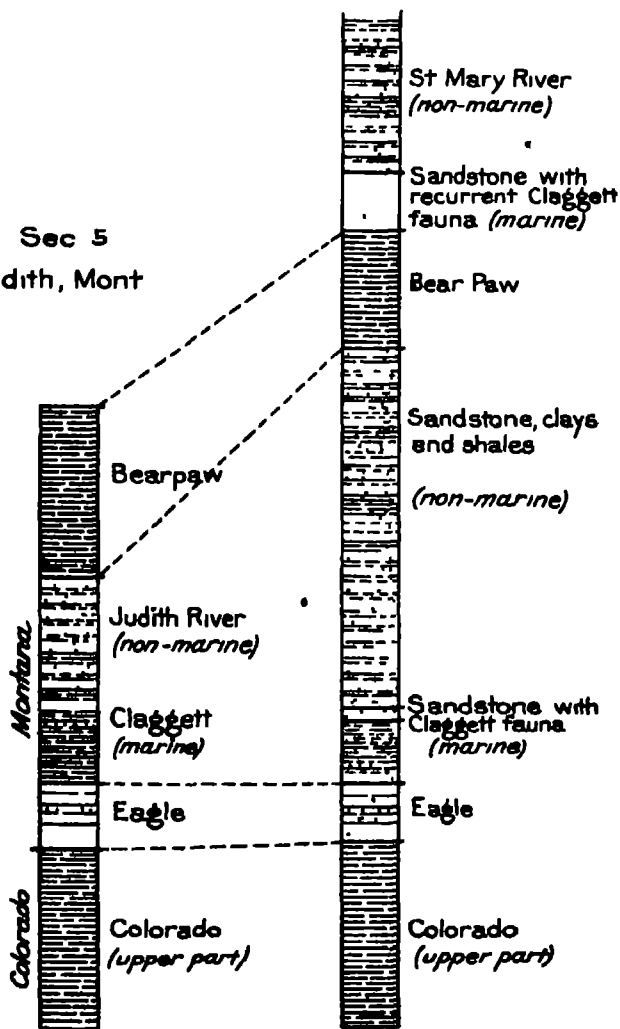 Sec 5
dith, Mont
Bearpaw
Judith River
(non-marine)
Claggett
(marine)
Eagle
Colorado
(upper part)
Montana
Colorado
St Mary River
(non-marine)
Sandstone with
recurrent Claggett
fauna (marine)
Bear Paw
Sandstone, clays
and shales
(non-marine)
Sandstone with
Claggett fauna
(marine)
Eagle
Colorado
(upper part)